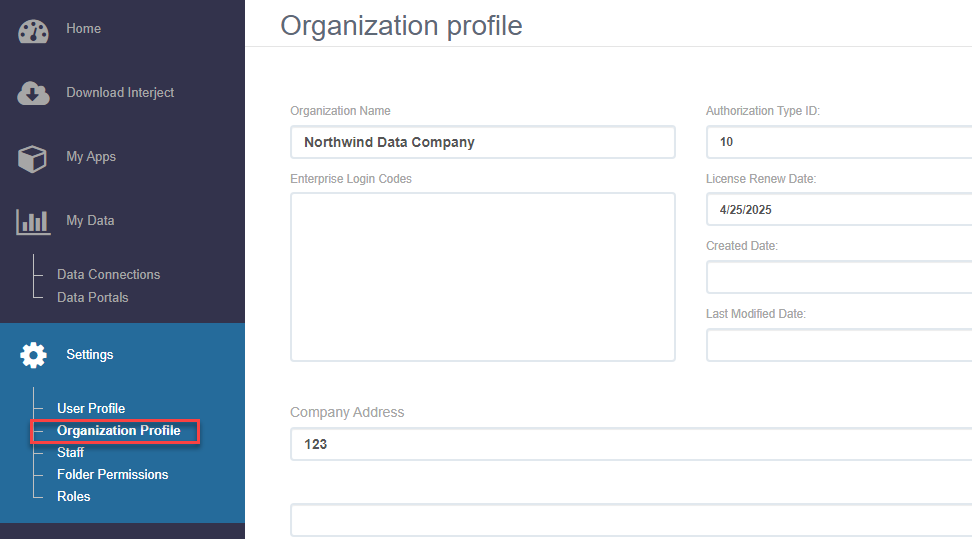 Home
Download Interject
My Apps
My Data
Data Connections
Data Portals
Settings
User Profile
Organization Profile
Staff
Folder Permissions
Roles
Organization profile
Organization Name
Northwind Data Company
Enterprise Login Codes
Authorization Type ID:
10
License Renew Date:
4/25/2025
Created Date:
Last Modified Date:
Company Address
123